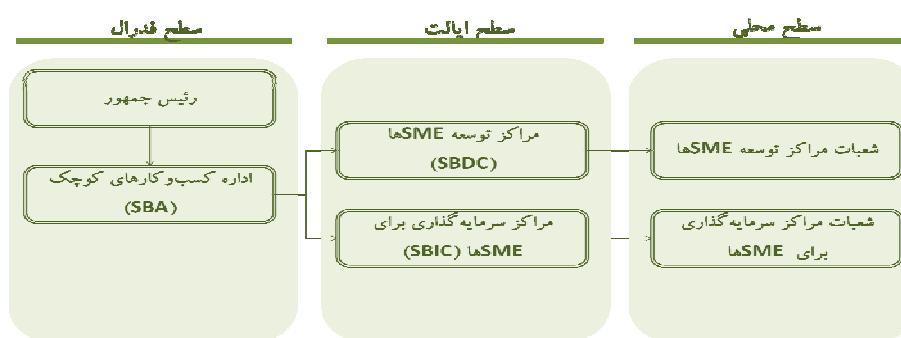 سطح فدرال
سطح ایالت
سطح محلی
رئیس جمهور
اداره کسب‌وکارهای کوچک
(SBA)
مراکز توسعه SMEها
(SBDC)
مراکز سرمایه‌گذاری برای
SMEها (SBIC)
شعبات مراکز توسعه SMEها
شعبات مراکز سرمایه‌گذاری
برای SMEها